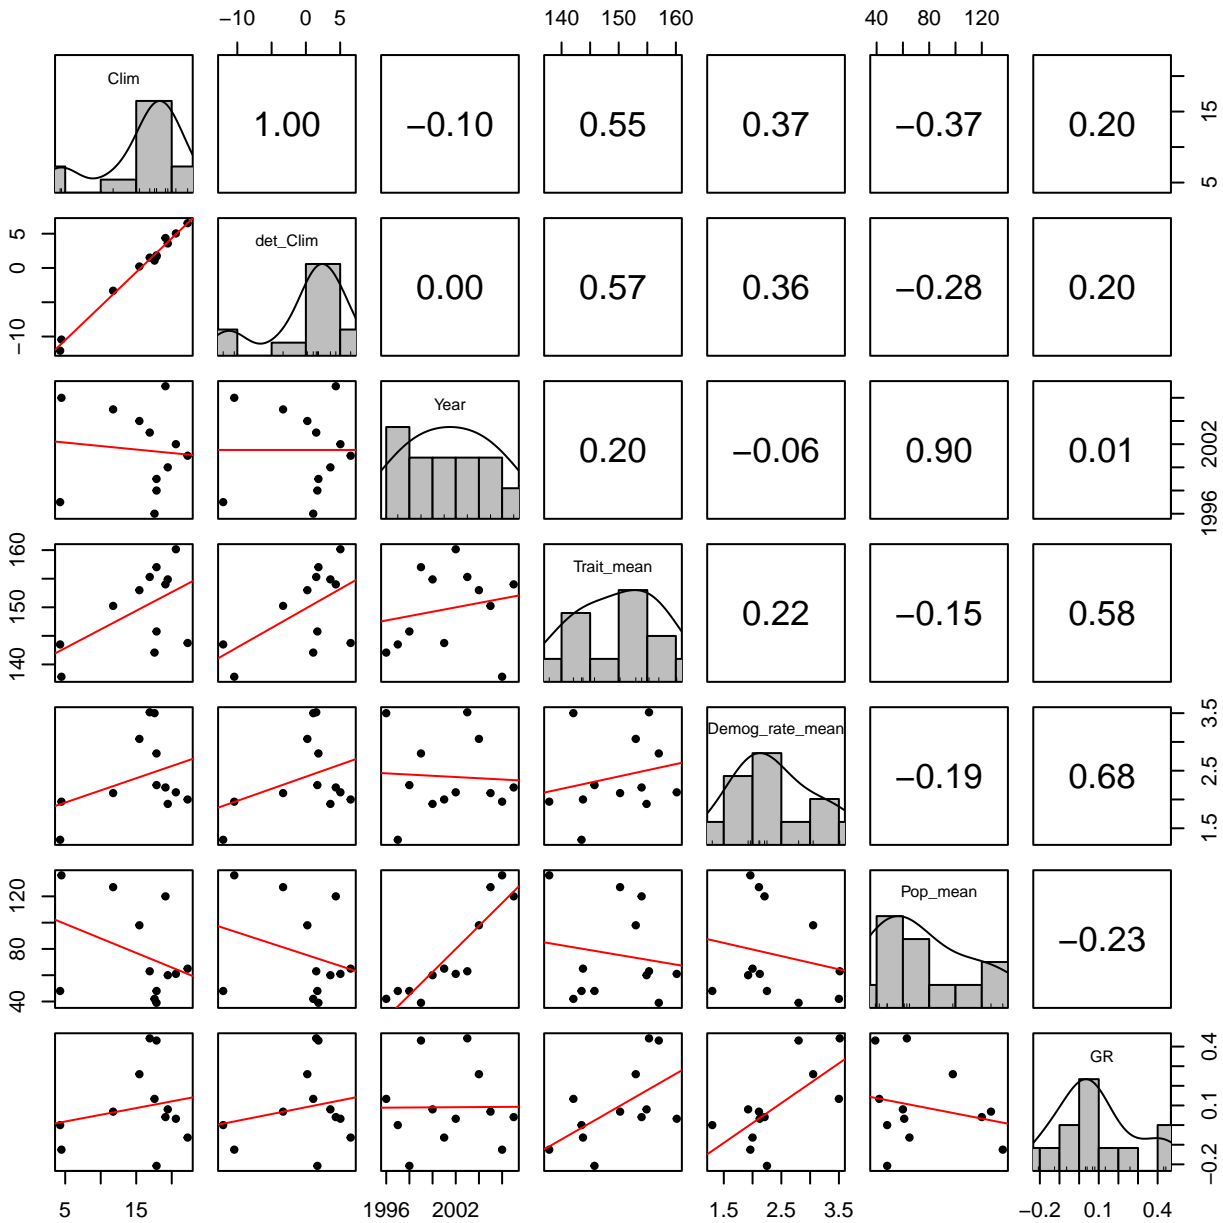 −10 0 5 140 150 160 40 80 120
Clim 1.00 −0.10 0.55 0.37 −0.37 0.20 5 15
−10 0 5 det_Clim 0.00 0.57 0.36 −0.28 0.20
Year 0.20 −0.06 0.90 0.01 1996 2002
140 150 160 Trait_mean 0.22 −0.15 0.58
Demog_rate_mean −0.19 0.68 1.5 2.5 3.5
40 80 120 Pop_mean −0.23
GR −0.2 0.1 0.4
5 15 1996 2002 1.5 2.5 3.5 −0.2 0.1 0.4